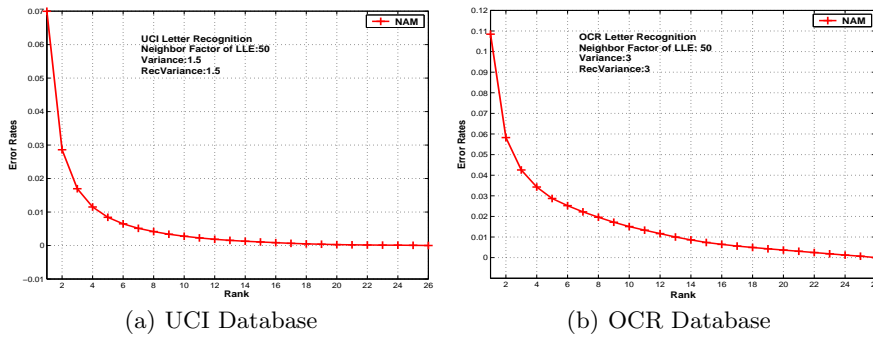 NAM
UCI Letter Recognition
Neighbor Factor of LLE:50
Variance:1.5
RecVariance:1.5
0.07
0.06
0.05
0.04
0.03
0.02
0.01
0
−0.01
Error Rates
2 4 6 8 10 12 14 16 18 20 22 24 26
Rank
(a) UCI Database
NAM
OCR Letter Recognition
Neighbor Factor of LLE: 50
Variance:3
RecVariance:3
0.12
0.11
0.1
0.09
0.08
0.07
0.06
0.05
0.04
0.03
0.02
0.01
0
Error Rates
2 4 6 8 10 12 14 16 18 20 22 24
Rank
(b) OCR Database